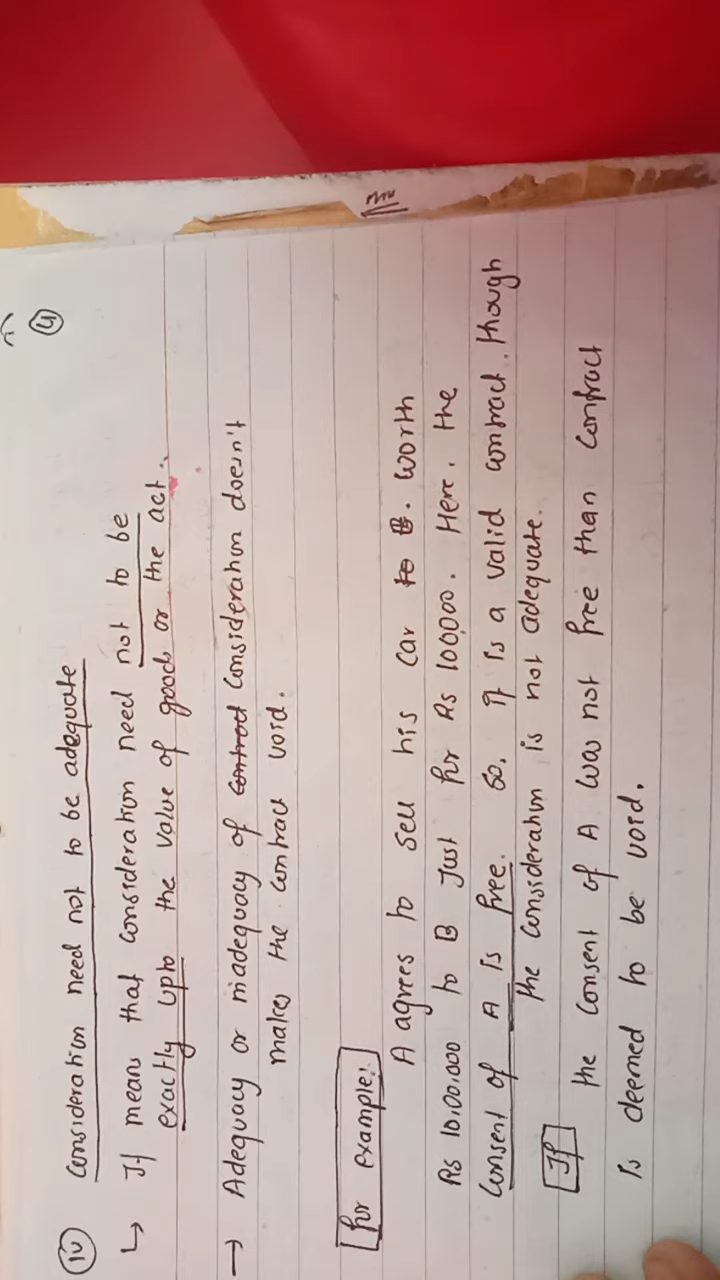 ④
ⅳ Consideration need not to be adequate
↳ It means that consideration need not to be
exactly upto the value of goods or the act.
→ Adequacy or inadequacy of contract consideration doesn't
makes the contract void.
for example:
A agrees to sell his car to B. worth
Rs 10,00,000 to B Just for Rs 100,000. Here, the
consent of A is free. So, it is a valid contract. though
the consideration is not adequate.
If the consent of A was not free than contract
is deemed to be void.